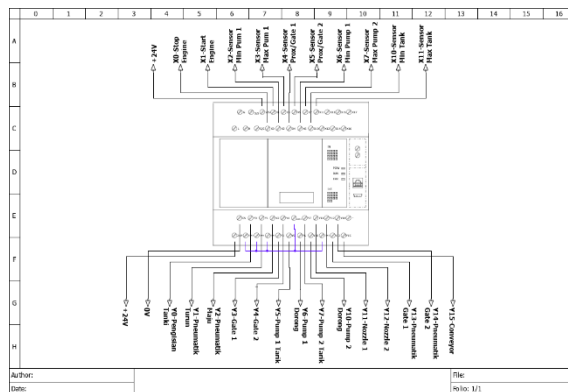 0 1 2 3 4 5 6 7 8 9 10 11 12 13 14 15 16
A
B
C
D
E
F
G
H
+24V
X0-Stop
Engine
X1-Start
Engine
X2-Sensor
Min Pum 1
X3-Sensor
Max Pum 1
X4-Sensor
Prox/Gate 1
X5 Sensor
Prox/Gate 2
X6-Sensor
Min Pump 1
X7-Sensor
Max Pump 2
X10-Sensor
Min Tank
X11-Sensor
Max Tank
+24V
0V
Y0-Pengisian
Tanki
Y1-Pneumatik
Turun
Y2-Pneumatik
Maju
Y3-Gate 1
Y4-Gate 2
Y5-Pump 1 Tank
Y6-Pump 1
Dorong
Y7-Pump 2 Tank
Y10-Pump 2
Dorong
Y11-Nozzle 1
Y12-Nozzle 2
Y13-Pneumatik
Gate 1
Y14-Pneumatik
Gate 2
Y15-Conveyor
Author:
Date:
File:
Folio: 1/1